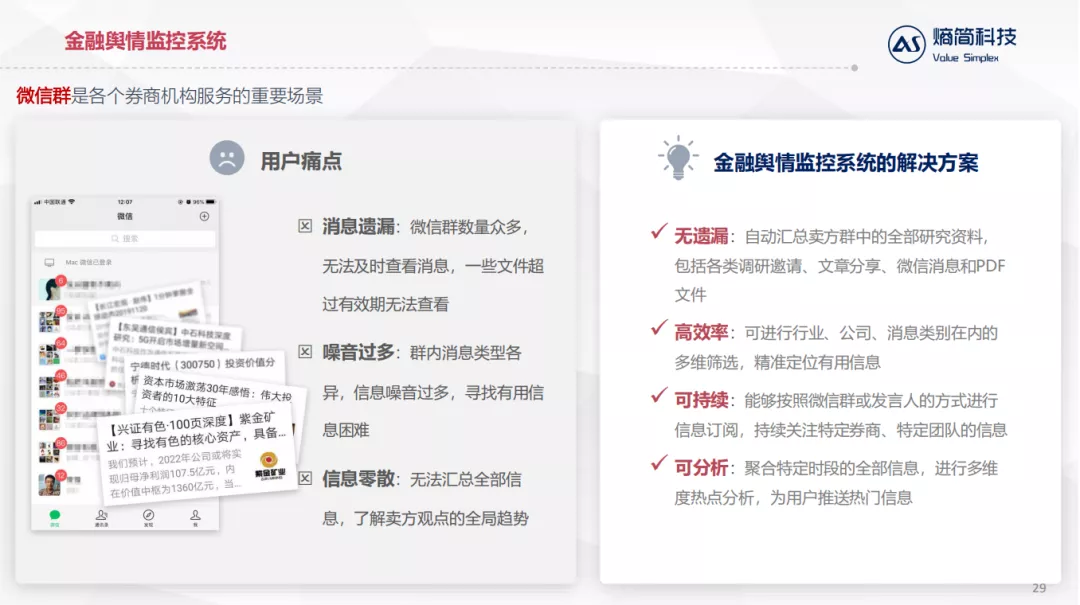 金融舆情监控系统
熵简科技
Value Simplex
微信群是各个券商机构服务的重要场景
用户痛点
中国联通 12:07 96%
微信
搜索
Mac 微信已登录
【东吴通信侯宾】中石科技深度
研究：5G开启市场增量新空间
宁德时代（300750）投资价值分
资本市场激荡30年感悟：伟大投
资者的10大特征
【兴证有色·100页深度】紫金矿
业：寻找有色的核心资产，具备...
我们预计，2022年公司或将实
现归母净利润107.5亿元，内
在价值中枢为1360亿元，当...
紫金矿业
微信 通讯录 发现 我
消息遗漏：微信群数量众多，
无法及时查看消息，一些文件超
过有效期无法查看
噪音过多：群内消息类型各
异，信息噪音过多，寻找有用信
息困难
信息零散：无法汇总全部信
息，了解卖方观点的全局趋势
金融舆情监控系统的解决方案
无遗漏：自动汇总卖方群中的全部研究资料，
包括各类调研邀请、文章分享、微信消息和PDF
文件
高效率：可进行行业、公司、消息类别在内的
多维筛选，精准定位有用信息
可持续：能够按照微信群或发言人的方式进行
信息订阅，持续关注特定券商、特定团队的信息
可分析：聚合特定时段的全部信息，进行多维
度热点分析，为用户推送热门信息
29